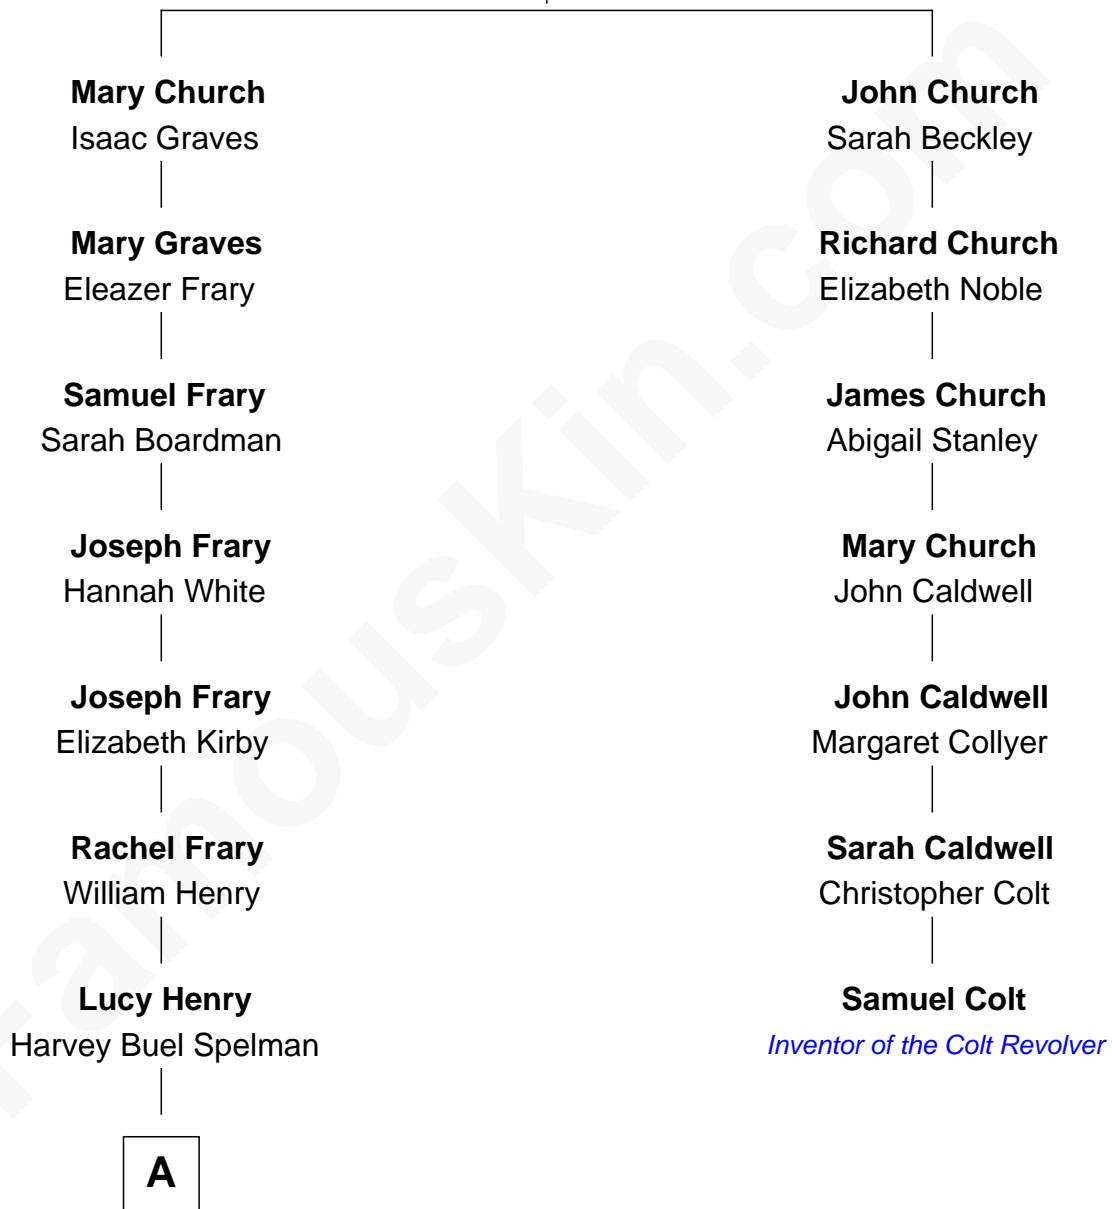 Mary Church
Isaac Graves
Mary Graves
Eleazer Frary
Samuel Frary
Sarah Boardman
Joseph Frary
Hannah White
Joseph Frary
Elizabeth Kirby
Rachel Frary
William Henry
Lucy Henry
Harvey Buel Spelman
A
John Church
Sarah Beckley
Richard Church
Elizabeth Noble
James Church
Abigail Stanley
Mary Church
John Caldwell
John Caldwell
Margaret Collyer
Sarah Caldwell
Christopher Colt
Samuel Colt
Inventor of the Colt Revolver
FamousKin.com